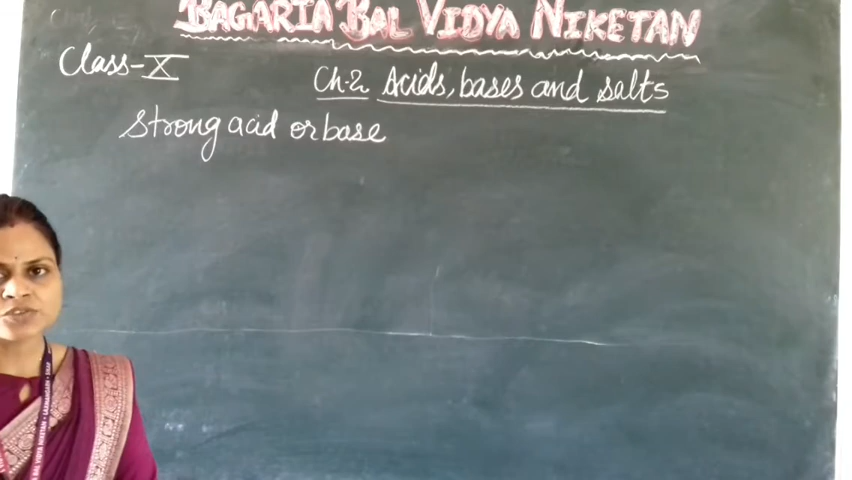 BAGARIA BAL VIDYA NIKETAN
Class-X
Ch-2 Acids, bases and salts
Strong acid or base